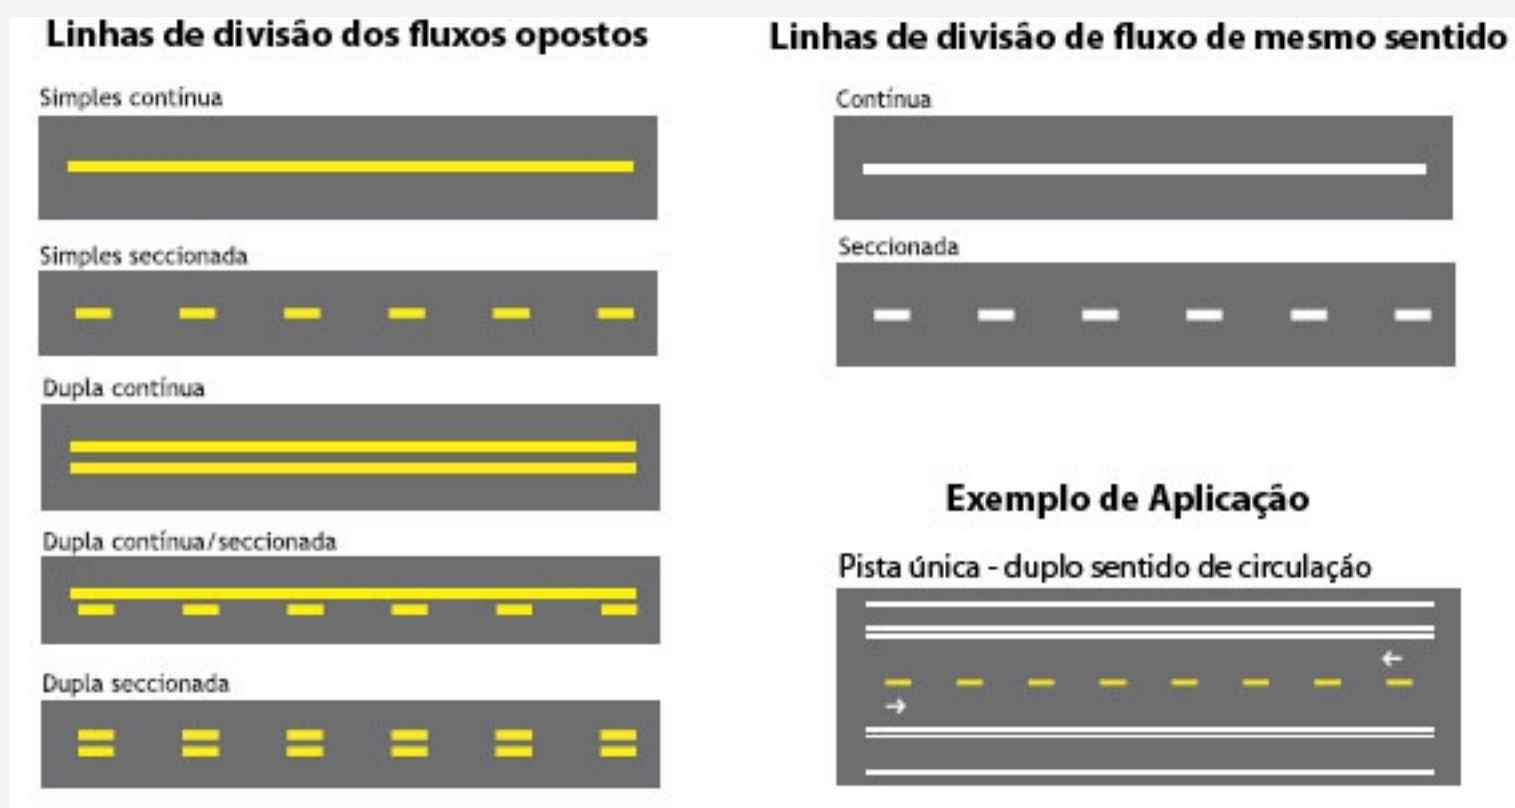 Linhas de divisão dos fluxos opostos
Simples contínua
Simples seccionada
Dupla contínua
Dupla contínua/seccionada
Dupla seccionada
Linhas de divisão de fluxo de mesmo sentido
Contínua
Seccionada
Exemplo de Aplicação
Pista única - duplo sentido de circulação